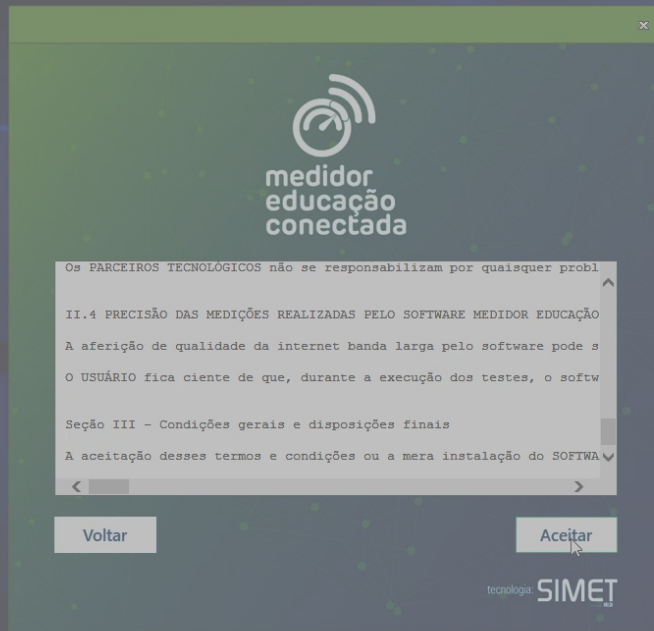 medidor
educação
conectada
Os PARCEIROS TECNOLÓGICOS não se responsabilizam por quaisquer probl
II.4 PRECISÃO DAS MEDIÇÕES REALIZADAS PELO SOFTWARE MEDIDOR EDUCAÇÃO
A aferição de qualidade da internet banda larga pelo software pode s
O USUÁRIO fica ciente de que, durante a execução dos testes, o softw
Seção III - Condições gerais e disposições finais
A aceitação desses termos e condições ou a mera instalação do SOFTWA
Voltar
Aceitar
tecnologia: SIMET